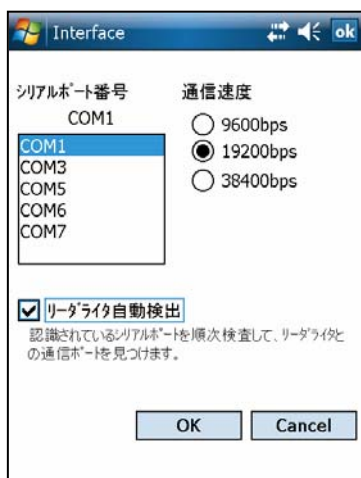 Interface
ok
シリアルポート番号
COM1
COM1
COM3
COM5
COM6
COM7
通信速度
9600bps
19200bps
38400bps
リーダライタ自動検出
認識されているシリアルポートを順次検査して、リーダライタと
の通信ポートを見つけます。
OK
Cancel